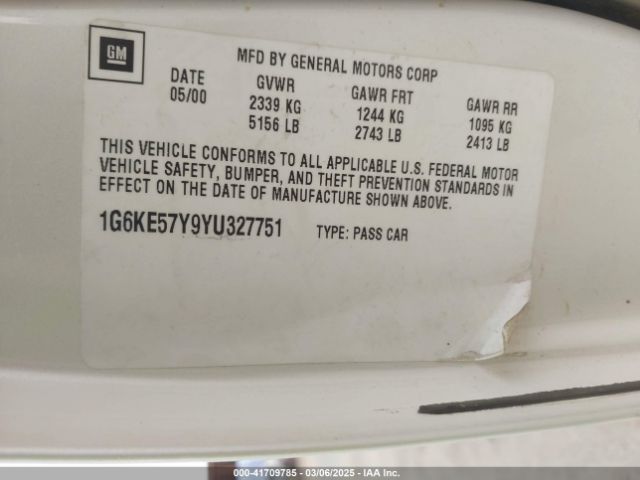 GM
MFD BY GENERAL MOTORS CORP
DATE GVWR GAWR FRT GAWR RR
05/00 2339 KG 1244 KG 1095 KG
5156 LB 2743 LB 2413 LB
THIS VEHICLE CONFORMS TO ALL APPLICABLE U.S. FEDERAL MOTOR
VEHICLE SAFETY, BUMPER, AND THEFT PREVENTION STANDARDS IN
EFFECT ON THE DATE OF MANUFACTURE SHOWN ABOVE.
1G6KE57Y9YU327751 TYPE: PASS CAR
000-41709785 — 03/06/2025 — IAA Inc.